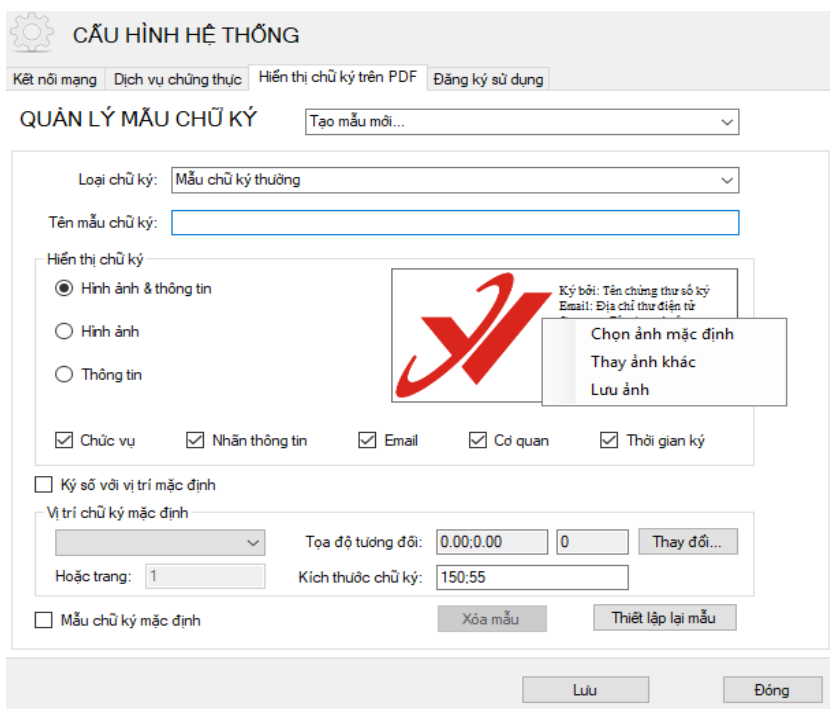 CẤU HÌNH HỆ THỐNG
Kết nối mạng Dịch vụ chứng thực Hiển thị chữ ký trên PDF Đăng ký sử dụng
QUẢN LÝ MẪU CHỮ KÝ Tạo mẫu mới...
Loại chữ ký: Mẫu chữ ký thường
Tên mẫu chữ ký:
Hiển thị chữ ký
Hình ảnh & thông tin
Ký bởi: Tên chứng thư số ký
Email: Địa chỉ thư điện tử
Hình ảnh
Thông tin
Chọn ảnh mặc định
Thay ảnh khác
Lưu ảnh
Chức vụ Nhãn thông tin Email Cơ quan Thời gian ký
Ký số với vị trí mặc định
Vị trí chữ ký mặc định
Tọa độ tương đối: 0.00;0.00 0 Thay đổi...
Hoặc trang: 1 Kích thước chữ ký: 150;55
Mẫu chữ ký mặc định Xóa mẫu Thiết lập lại mẫu
Lưu Đóng